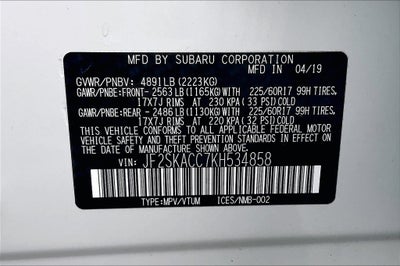 MFD. BY SUBARU CORPORATION
MFD. IN 04/19
GVWR/PNBV: 4891LB (2223KG)
GAWR/PNBE:FRONT- 2563LB (1165KG) WITH 225/60R17 99H TIRES,
17X7J RIMS AT 230 KPA (33 PSI)COLD
GAWR/PNBE:REAR - 2486LB (1130KG) WITH 225/60R17 99H TIRES,
17X7J RIMS AT 220 KPA (32 PSI)COLD
THIS VEHICLE CONFORMS TO ALL APPLICABLE FEDERAL MOTOR VEHICLE
SAFETY AND THEFT PREVENTION STANDARDS IN EFFECT
ON THE DATE OF MANUFACTURE SHOWN ABOVE.
VIN: JF2SKACC7KH534858
TYPE:MPV/VTUM ICES/NMB-002